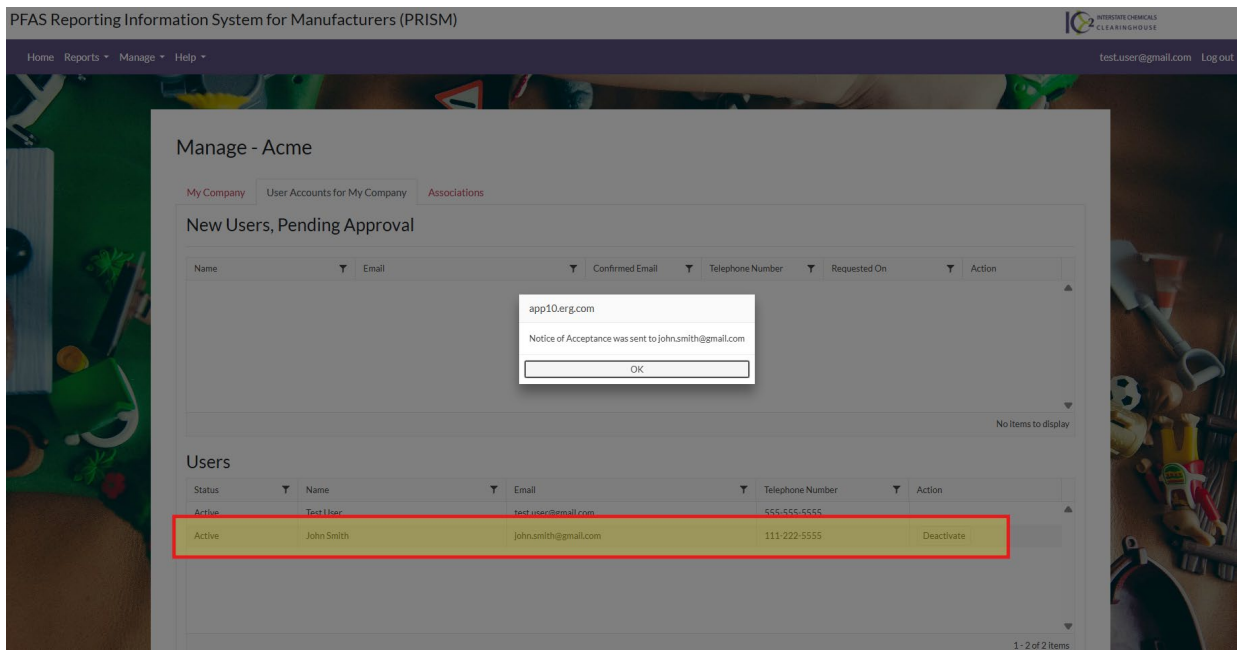 PFAS Reporting Information System for Manufacturers (PRISM)
INTERSTATE CHEMICALS
2 CLEARINGHOUSE
Home Reports Manage Help test.user@gmail.com Log out
Manage - Acme
My Company User Accounts for My Company Associations
New Users, Pending Approval
Name Email Confirmed Email Telephone Number Requested On Action
app10.erg.com
Notice of Acceptance was sent to john.smith@gmail.com
OK
No items to display
Users
Status Name Email Telephone Number Action
Active Test User test.user@gmail.com 555-555-5555
Active John Smith john.smith@gmail.com 111-222-5555 Deactivate
1 - 2 of 2 items